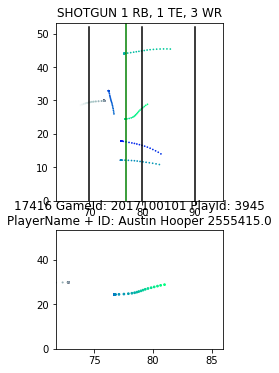 SHOTGUN 1 RB, 1 TE, 3 WR
50
40
30
20
10
0
70 80 90
17416 GameId: 2017100101 PlayId: 3945
PlayerName + ID: Austin Hooper 2555415.0
40
20
0
75 80 85